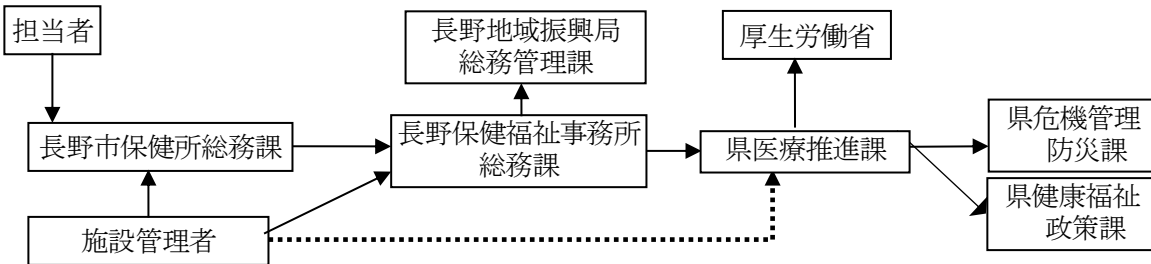 担当者
長野地域振興局
総務管理課
厚生労働省
長野市保健所総務課
長野保健福祉事務所
総務課
県医療推進課
県危機管理
防災課
県健康福祉
政策課
施設管理者